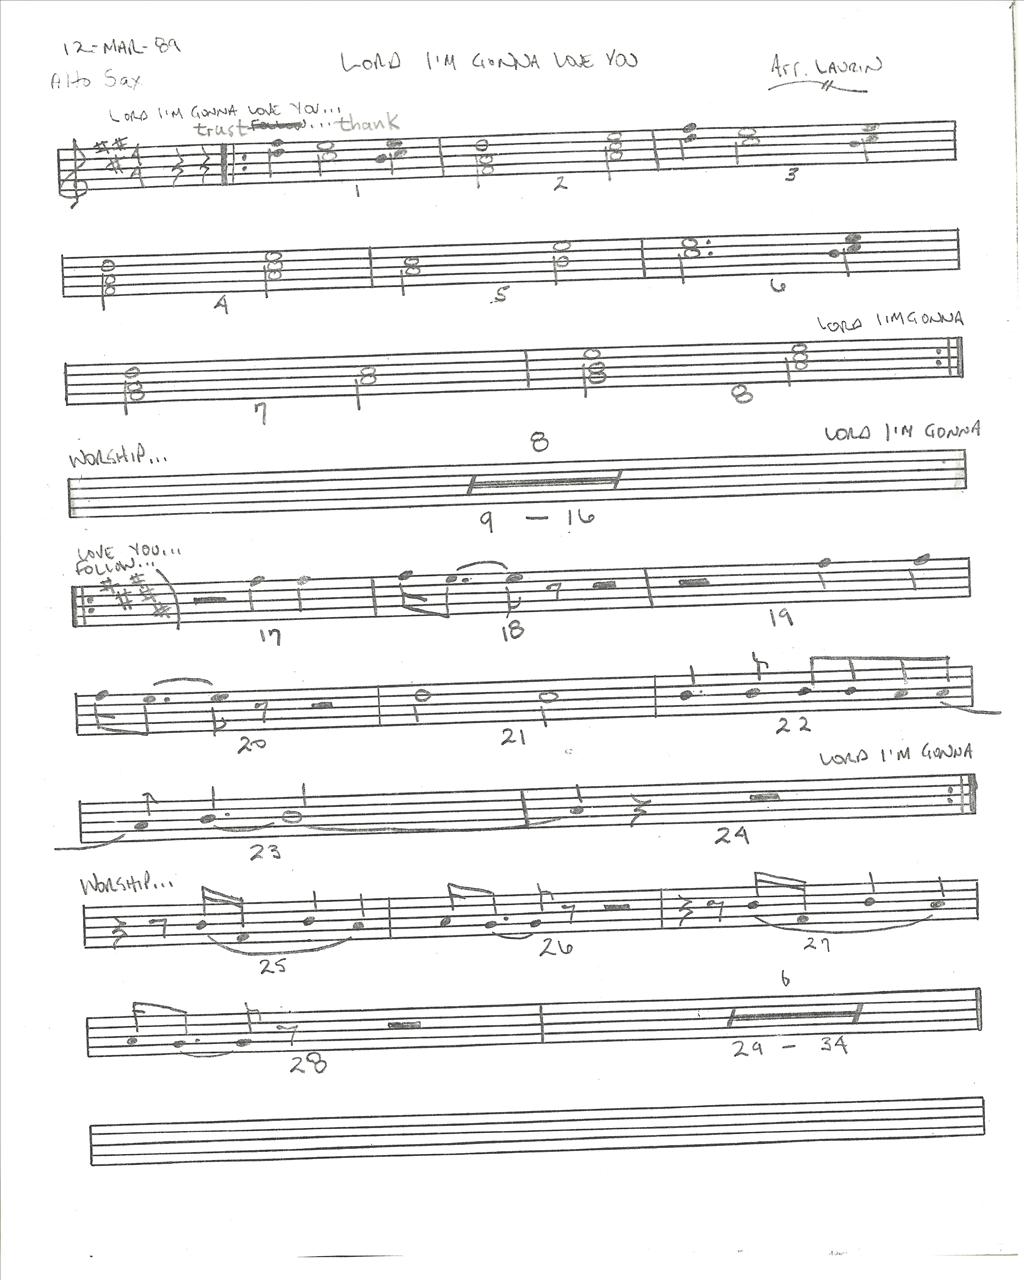 12-MAR-89
Alto Sax
LORD I'M GONNA LOVE YOU
Arr. LAURIN
LORD I'M GONNA LOVE YOU...
trust FOLLOW... thank
4
4
1 2 3
4 5 6
LORD I'M GONNA
7 8
WORSHIP... 8 LORD I'M GONNA
9 - 16
LOVE YOU...
FOLLOW...
17 18 19
20 21 22
LORD I'M GONNA
23 24
WORSHIP...
25 26 27
6
28 29 - 34